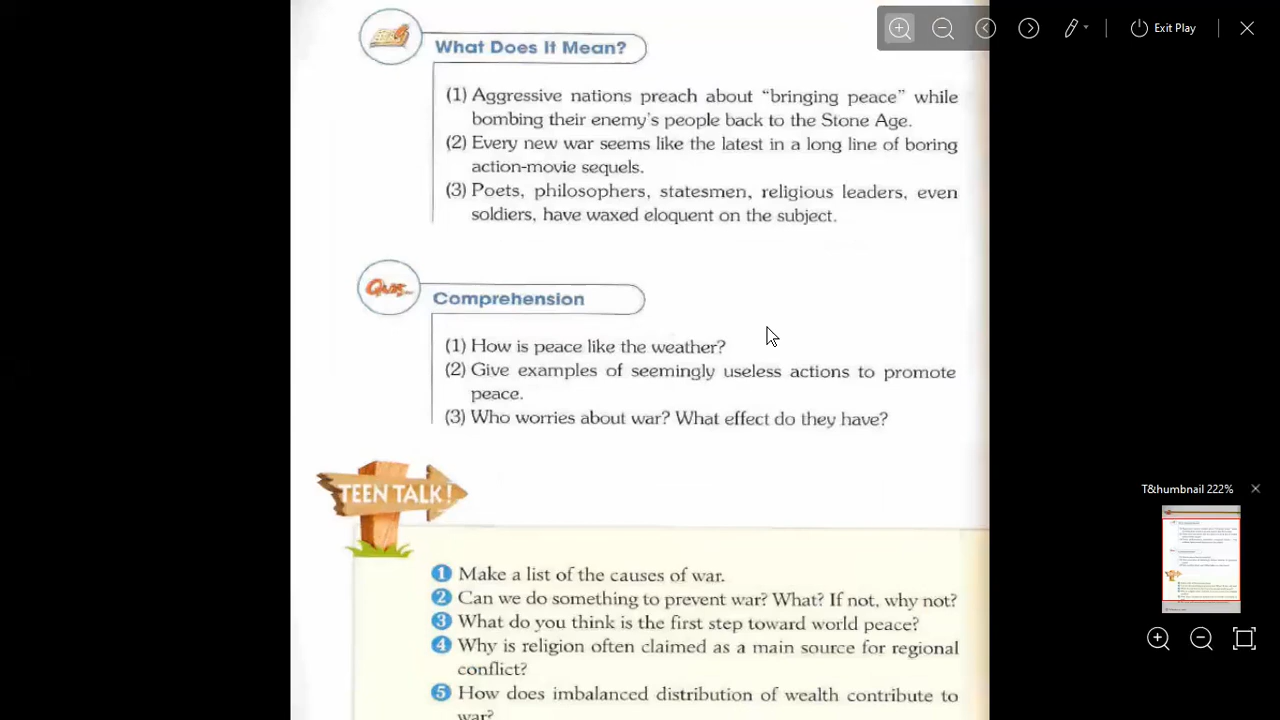 Exit Play
What Does It Mean?
(1) Aggressive nations preach about “bringing peace” while
bombing their enemy's people back to the Stone Age.
(2) Every new war seems like the latest in a long line of boring
action-movie sequels.
(3) Poets, philosophers, statesmen, religious leaders, even
soldiers, have waxed eloquent on the subject.
Comprehension
(1) How is peace like the weather?
(2) Give examples of seemingly useless actions to promote
peace.
(3) Who worries about war? What effect do they have?
TEEN TALK!
1 Make a list of the causes of war.
2 Can we do something to prevent war? What? If not, why not?
3 What do you think is the first step toward world peace?
4 Why is religion often claimed as a main source for regional
conflict?
5 How does imbalanced distribution of wealth contribute to
war?
T&humbnail 222%